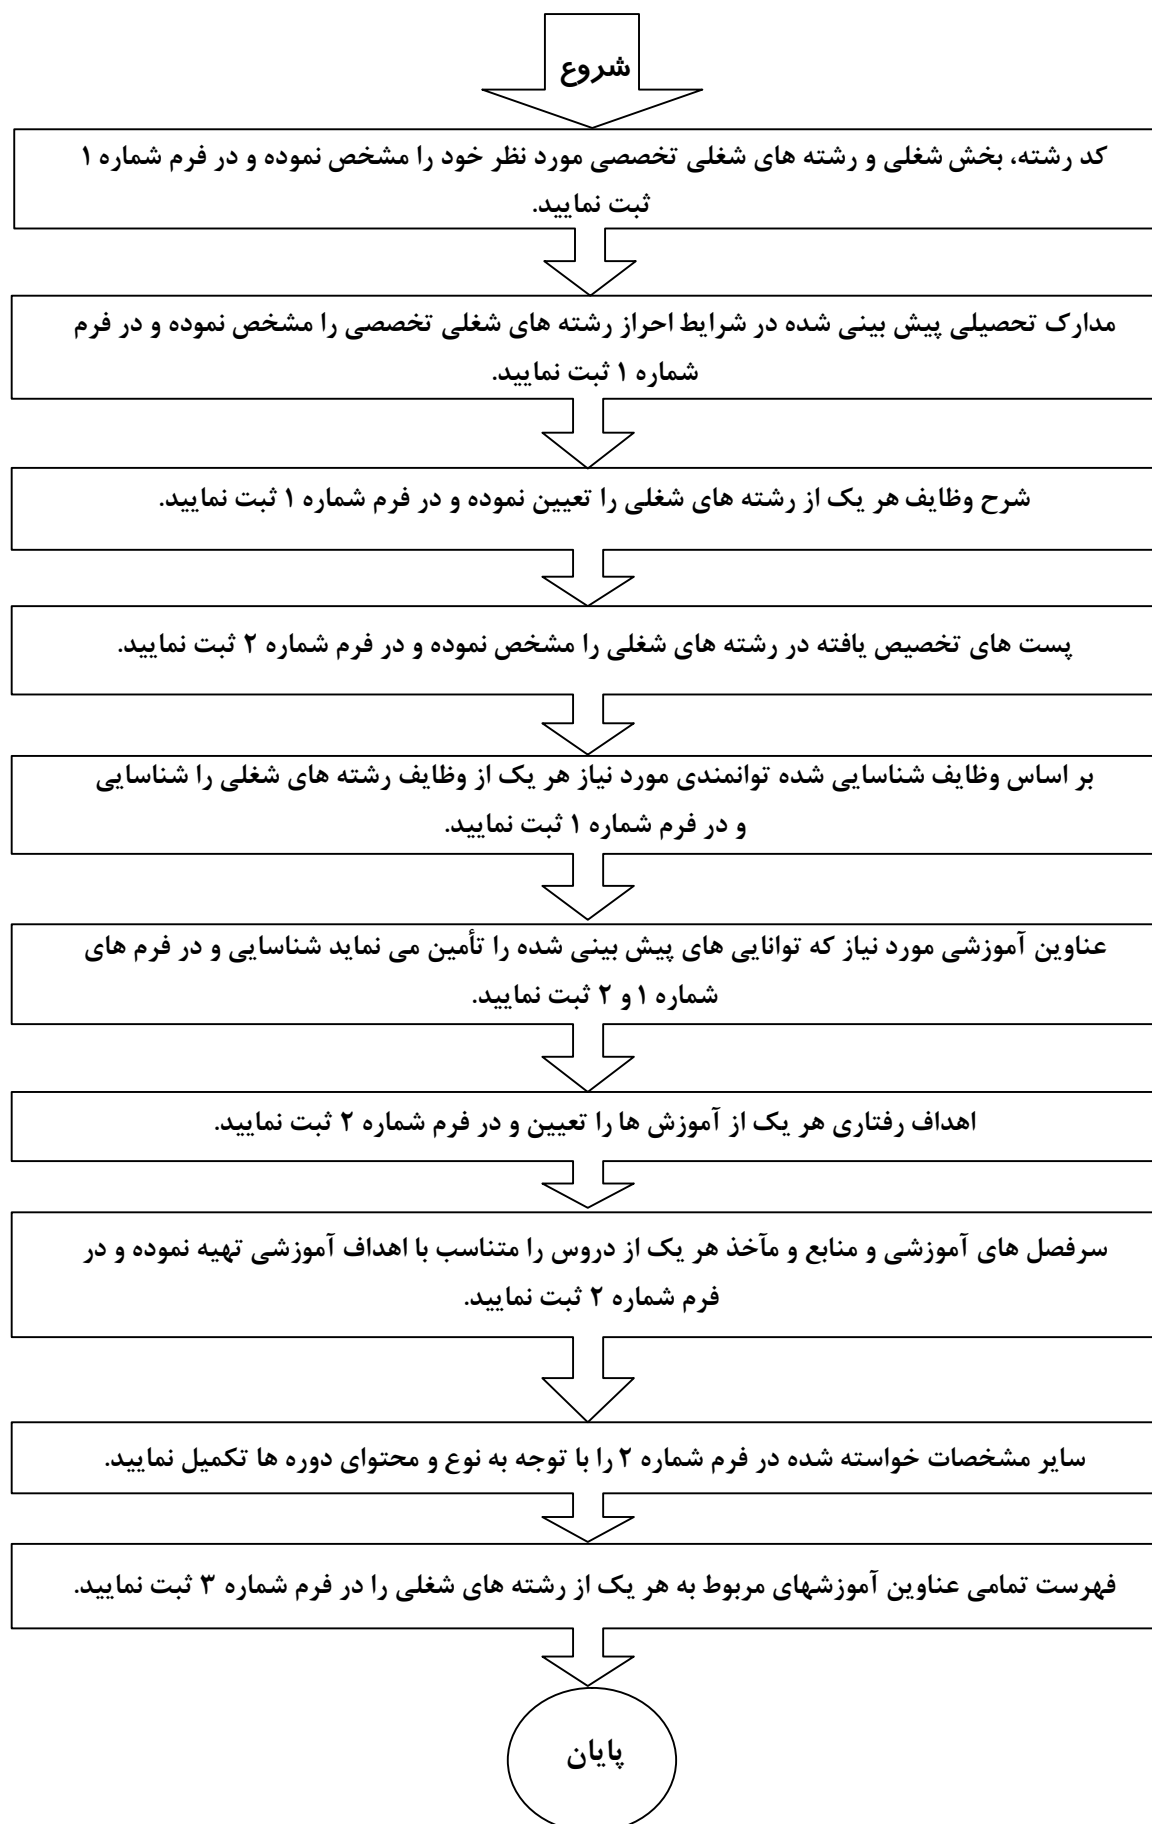 شروع
کد رشته، بخش شغلی و رشته های شغلی تخصصی مورد نظر خود را مشخص نموده و در فرم شماره ۱
ثبت نمایید.
مدارک تحصیلی پیش بینی شده در شرایط احراز رشته های شغلی تخصصی را مشخص نموده و در فرم
شماره ۱ ثبت نمایید.
شرح وظایف هر یک از رشته های شغلی را تعیین نموده و در فرم شماره ۱ ثبت نمایید.
پست های تخصیص یافته در رشته های شغلی را مشخص نموده و در فرم شماره ۲ ثبت نمایید.
بر اساس وظایف شناسایی شده توانمندی مورد نیاز هر یک از وظایف رشته های شغلی را شناسایی
و در فرم شماره ۱ ثبت نمایید.
عناوین آموزشی مورد نیاز که توانایی های پیش بینی شده را تأمین می نماید شناسایی و در فرم های
شماره ۱ و ۲ ثبت نمایید.
اهداف رفتاری هر یک از آموزش ها را تعیین و در فرم شماره ۲ ثبت نمایید.
سرفصل های آموزشی و منابع و مآخذ هر یک از دروس را متناسب با اهداف آموزشی تهیه نموده و در
فرم شماره ۲ ثبت نمایید.
سایر مشخصات خواسته شده در فرم شماره ۲ را با توجه به نوع و محتوای دوره ها تکمیل نمایید.
فهرست تمامی عناوین آموزشهای مربوط به هر یک از رشته های شغلی را در فرم شماره ۳ ثبت نمایید.
پایان